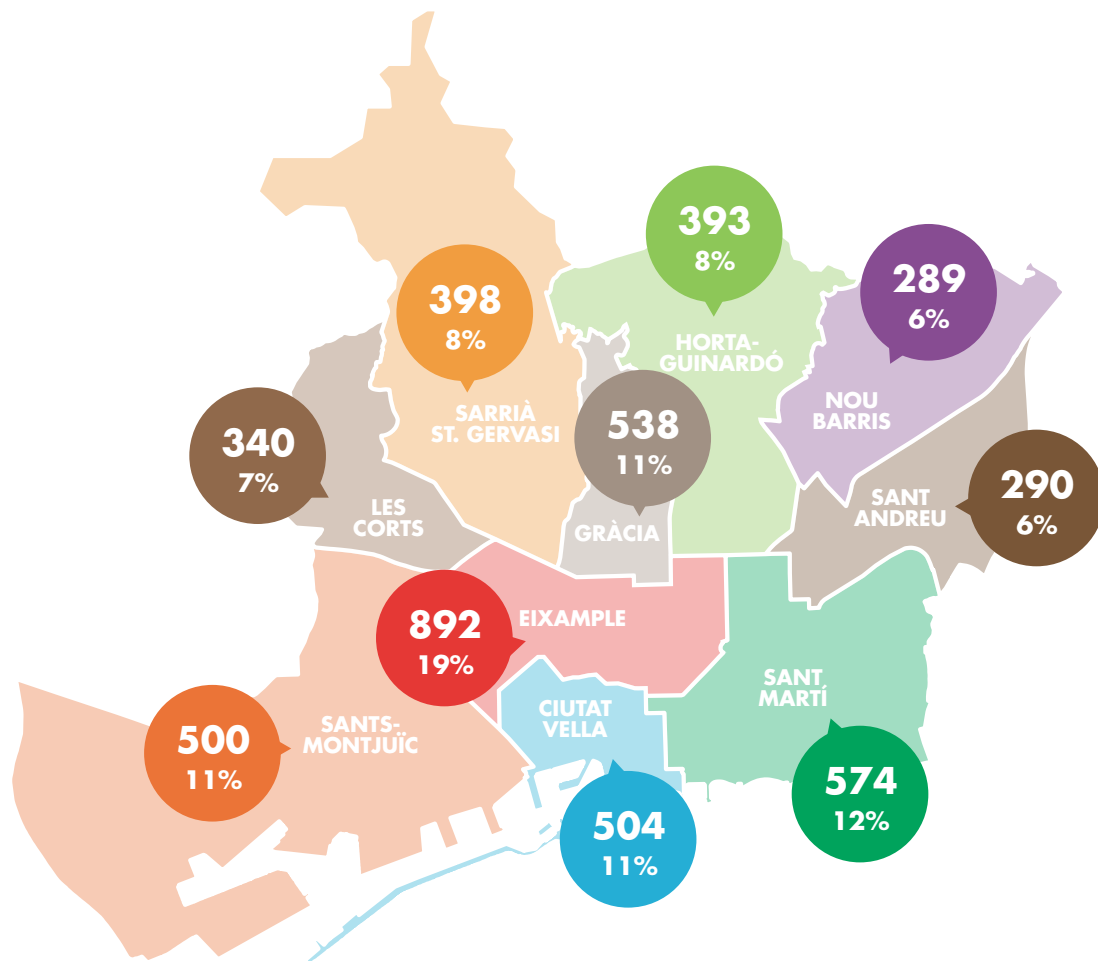 393
8%
289
6%
398
8%
HORTA-
GUINARDÓ
NOU
BARRIS
SARRIÀ
ST. GERVASI
538
11%
340
7%
290
6%
SANT
ANDREU
LES
CORTS
GRÀCIA
892
19%
EIXAMPLE
SANT
MARTÍ
CIUTAT
VELLA
SANTS-
MONTJUÏC
500
11%
574
12%
504
11%